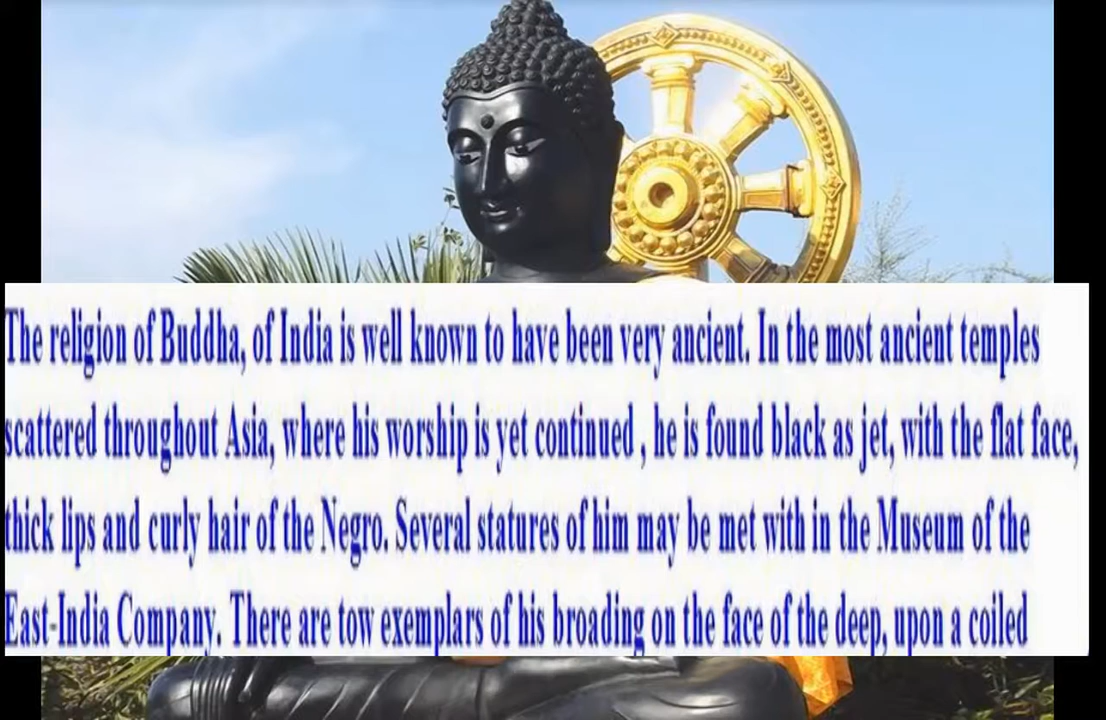 The religion of Buddha, of India is well known to have been very ancient. In the most ancient temples
scattered throughout Asia, where his worship is yet continued , he is found black as jet, with the flat face,
thick lips and curly hair of the Negro. Several statures of him may be met with in the Museum of the
East-India Company. There are tow exemplars of his broading on the face of the deep, upon a coiled